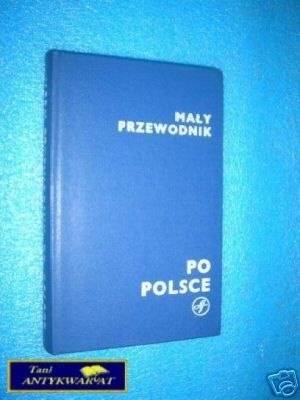 MAŁY
PRZEWODNIK
PO
POLSCE
Tani
ANTYKWARIAT